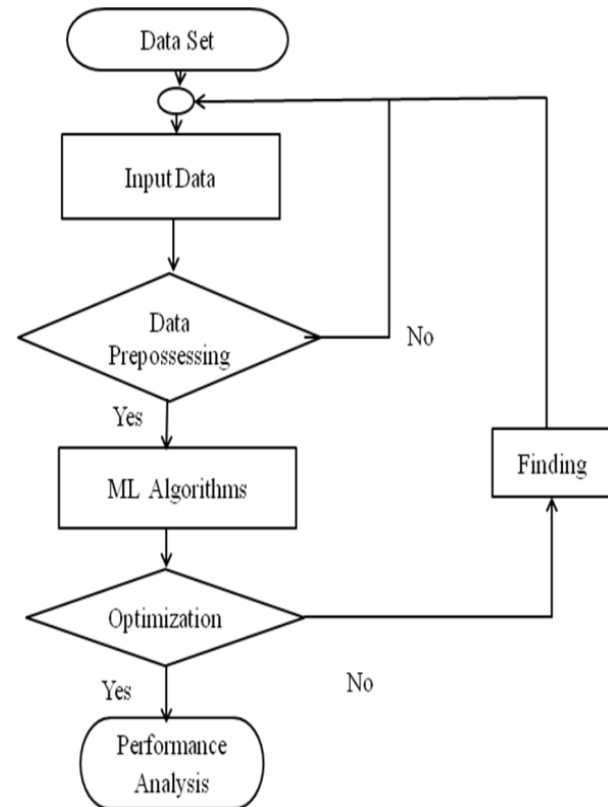 Data Set
Input Data
Data
Prepossessing
No
Yes
ML Algorithms
Finding
Optimization
Yes
No
Performance
Analysis